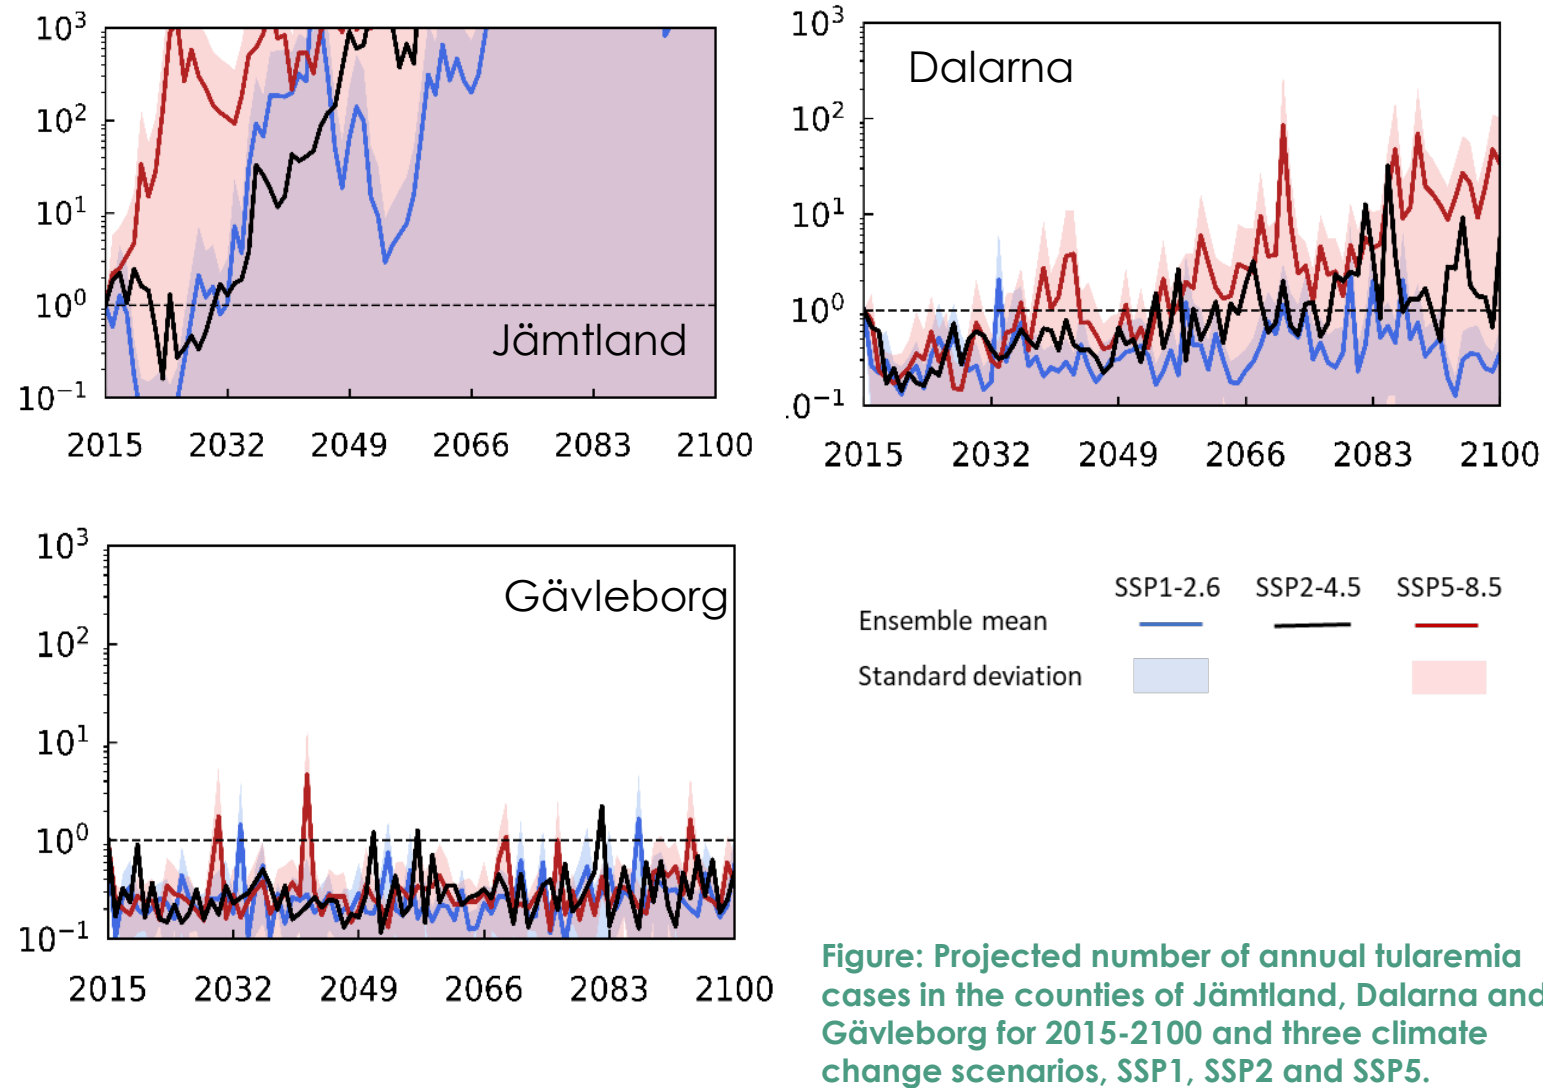 10³
10²
10¹
10⁰
10⁻¹
Jämtland
2015 2032 2049 2066 2083 2100
10³
10²
10¹
10⁰
.0⁻¹
Dalarna
2015 2032 2049 2066 2083 2100
10³
10²
10¹
10⁰
10⁻¹
Gävleborg
2015 2032 2049 2066 2083 2100
SSP1-2.6 SSP2-4.5 SSP5-8.5
Ensemble mean
Standard deviation
Figure: Projected number of annual tularemia
cases in the counties of Jämtland, Dalarna and
Gävleborg for 2015-2100 and three climate
change scenarios, SSP1, SSP2 and SSP5.